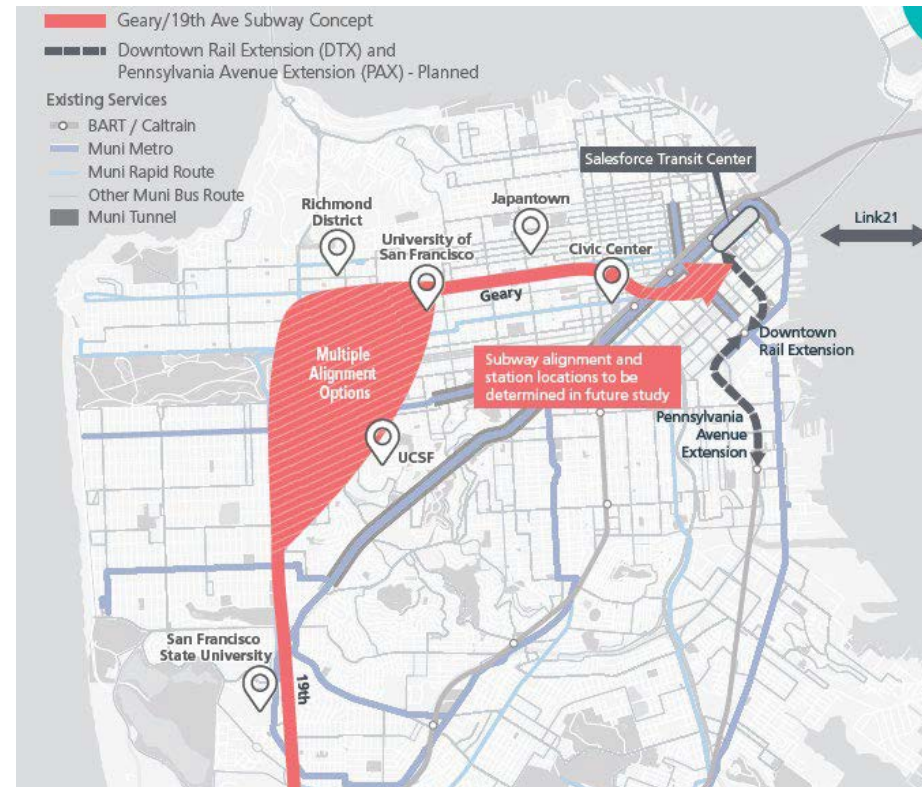 Geary/19th Ave Subway Concept
Downtown Rail Extension (DTX) and
Pennsylvania Avenue Extension (PAX) - Planned
Existing Services
BART / Caltrain
Muni Metro
Muni Rapid Route
Other Muni Bus Route
Muni Tunnel
Salesforce Transit Center
Richmond
District
Japantown
University of
San Francisco
Civic Center
Link21
Geary
Multiple
Alignment
Options
Subway alignment and
station locations to be
determined in future study
Downtown
Rail Extension
Pennsylvania
Avenue
Extension
UCSF
San Francisco
State University
19th